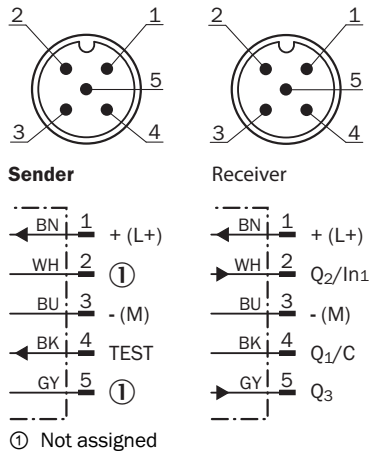 2 1 2 1
5 5
3 4 3 4
Sender Receiver
BN 1 + (L+) BN 1 + (L+)
WH 2 ① WH 2 Q2/In1
BU 3 - (M) BU 3 - (M)
BK 4 TEST BK 4 Q1/C
GY 5 ① GY 5 Q3
① Not assigned